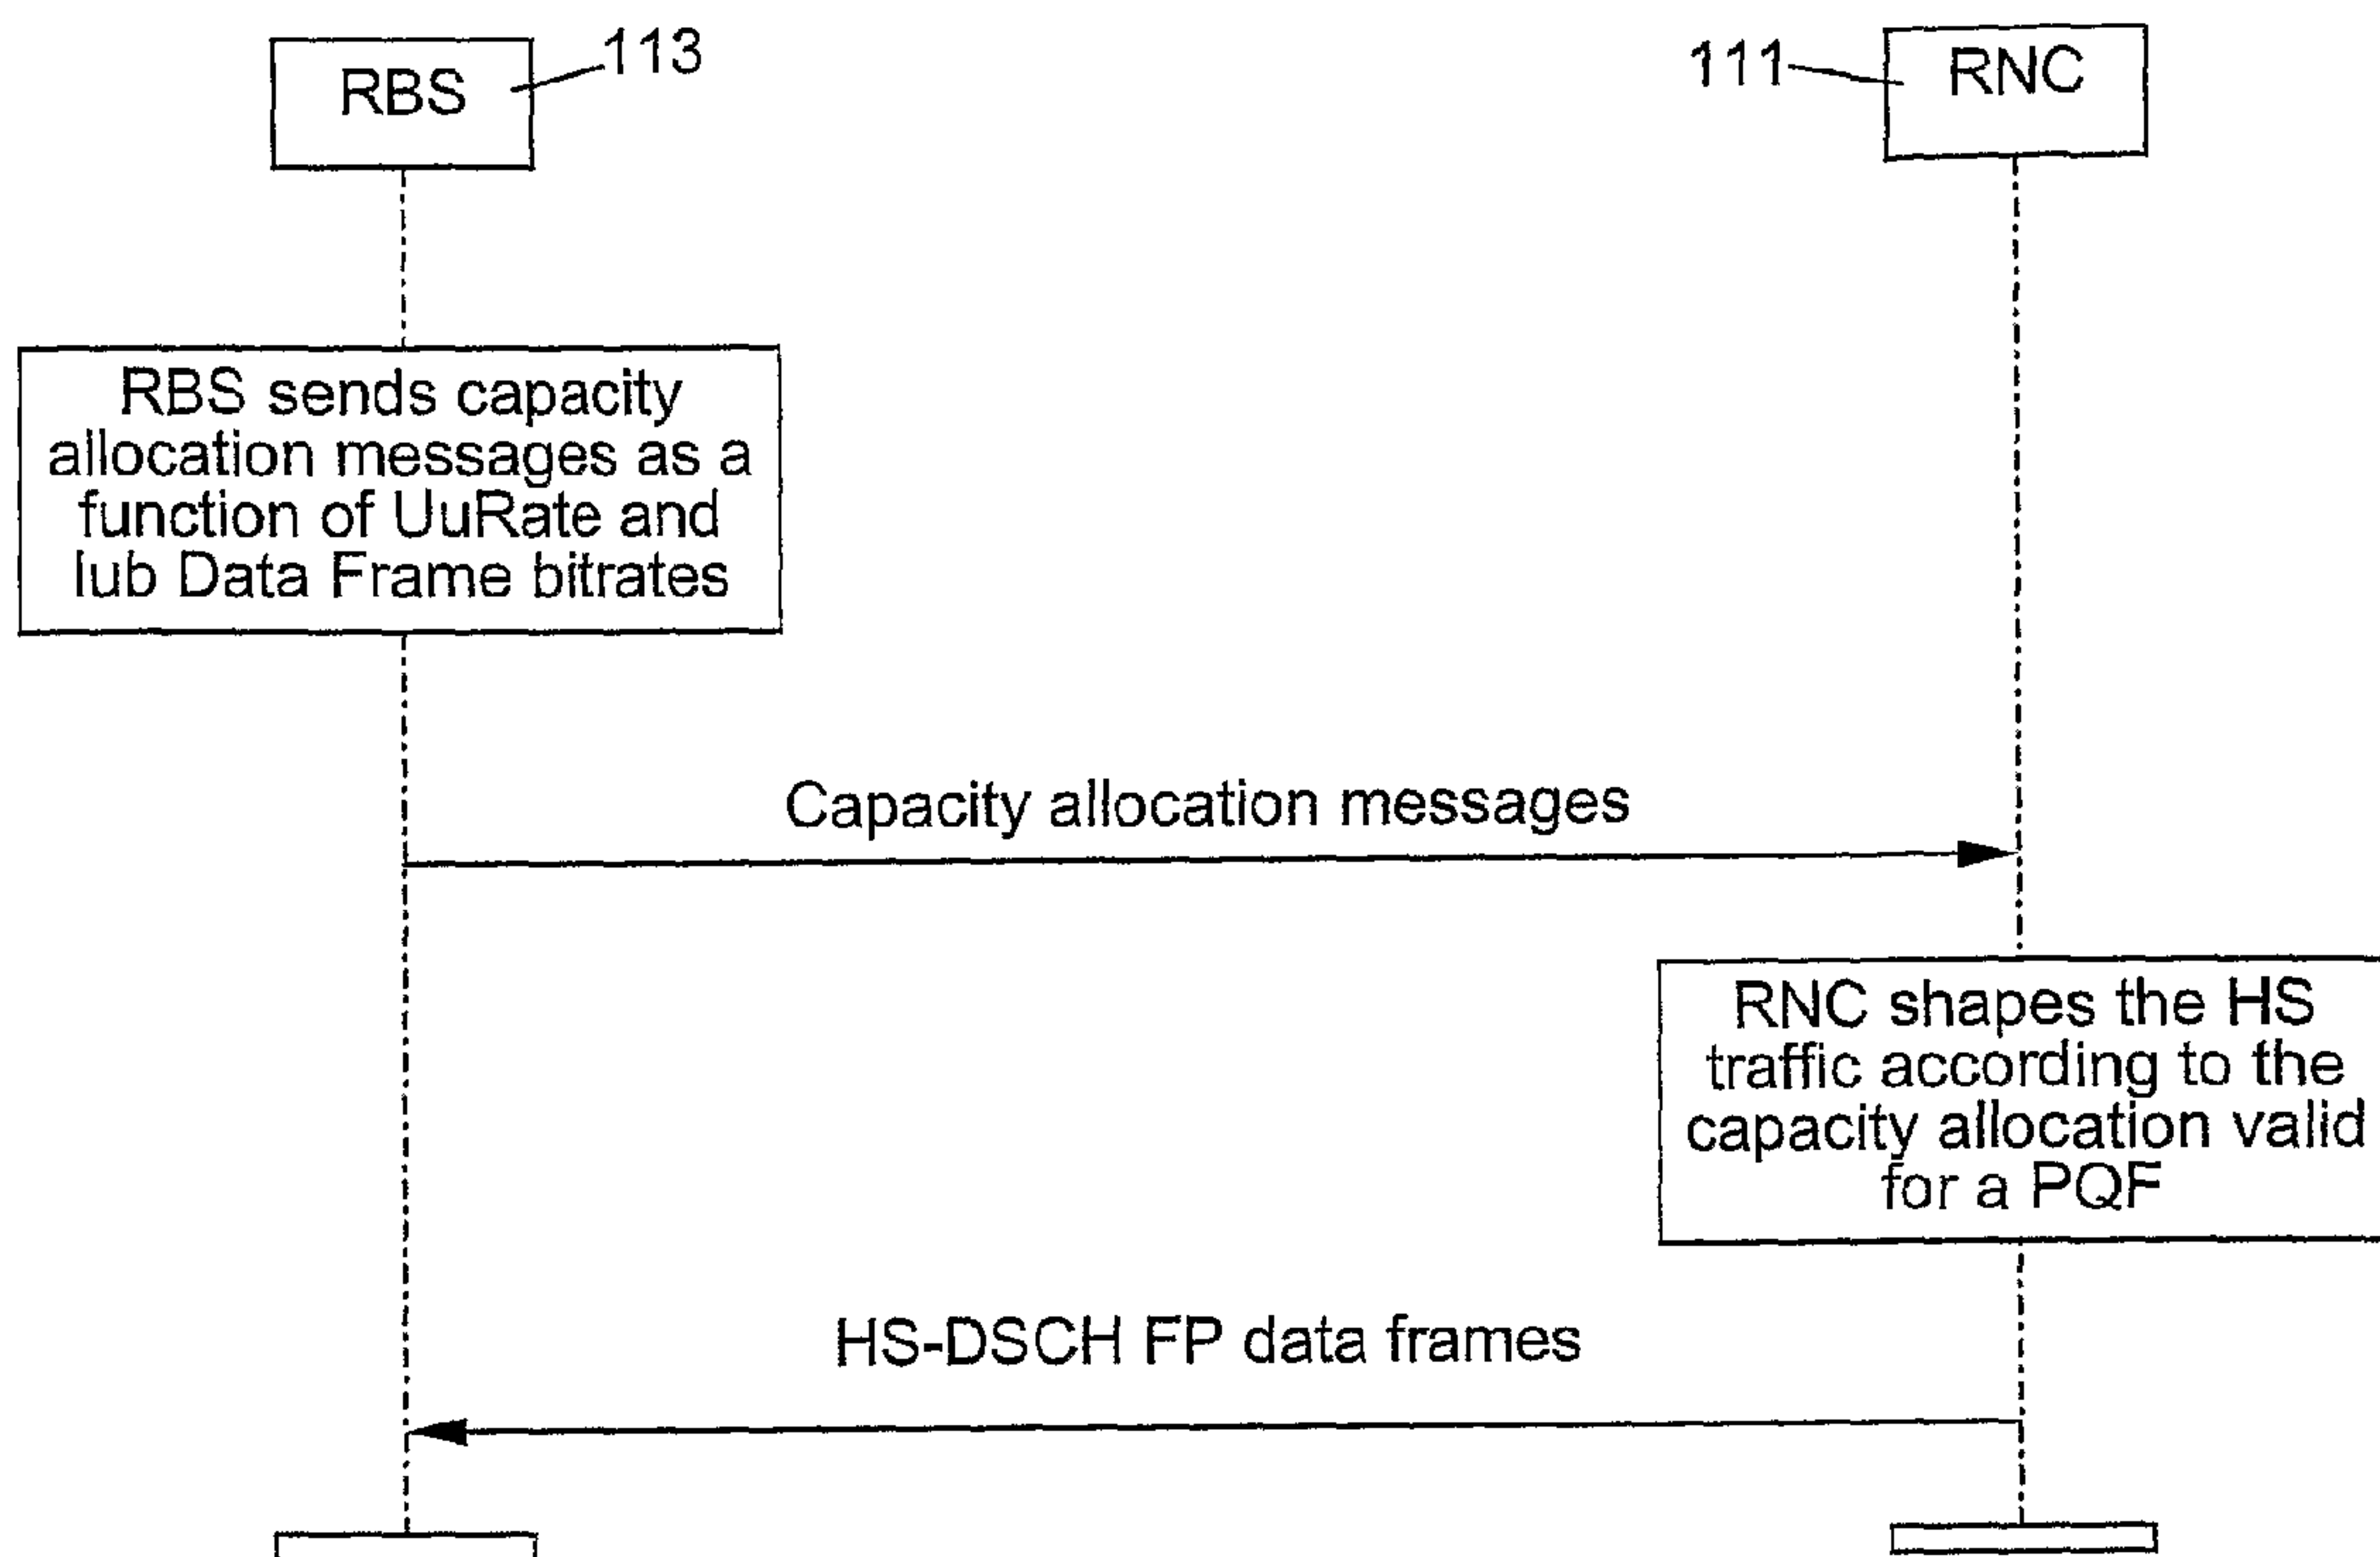 RBS
113
111
RNC
RBS sends capacity
allocation messages as a
function of UuRate and
Iub Data Frame bitrates
Capacity allocation messages
RNC shapes the HS
traffic according to the
capacity allocation valid
for a PQF
HS-DSCH FP data frames